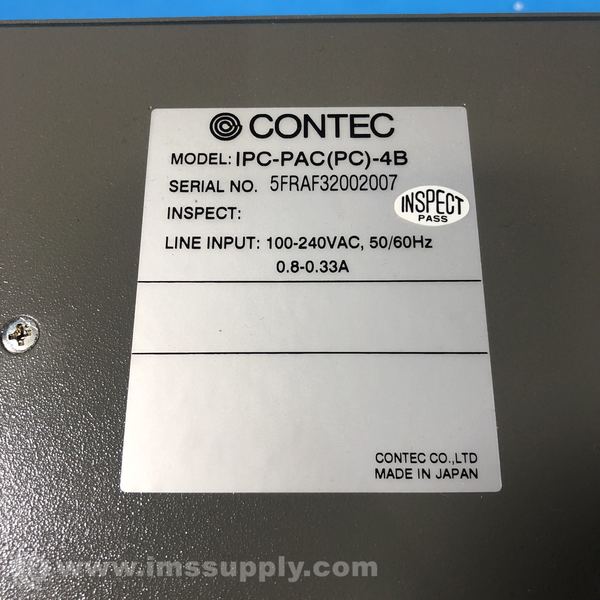 CONTEC
MODEL: IPC-PAC(PC)-4B
SERIAL NO. 5FRAF32002007
INSPECT:
INSPECT
PASS
LINE INPUT: 100-240VAC, 50/60Hz
0.8-0.33A
CONTEC CO.,LTD
MADE IN JAPAN
www.imssupply.com